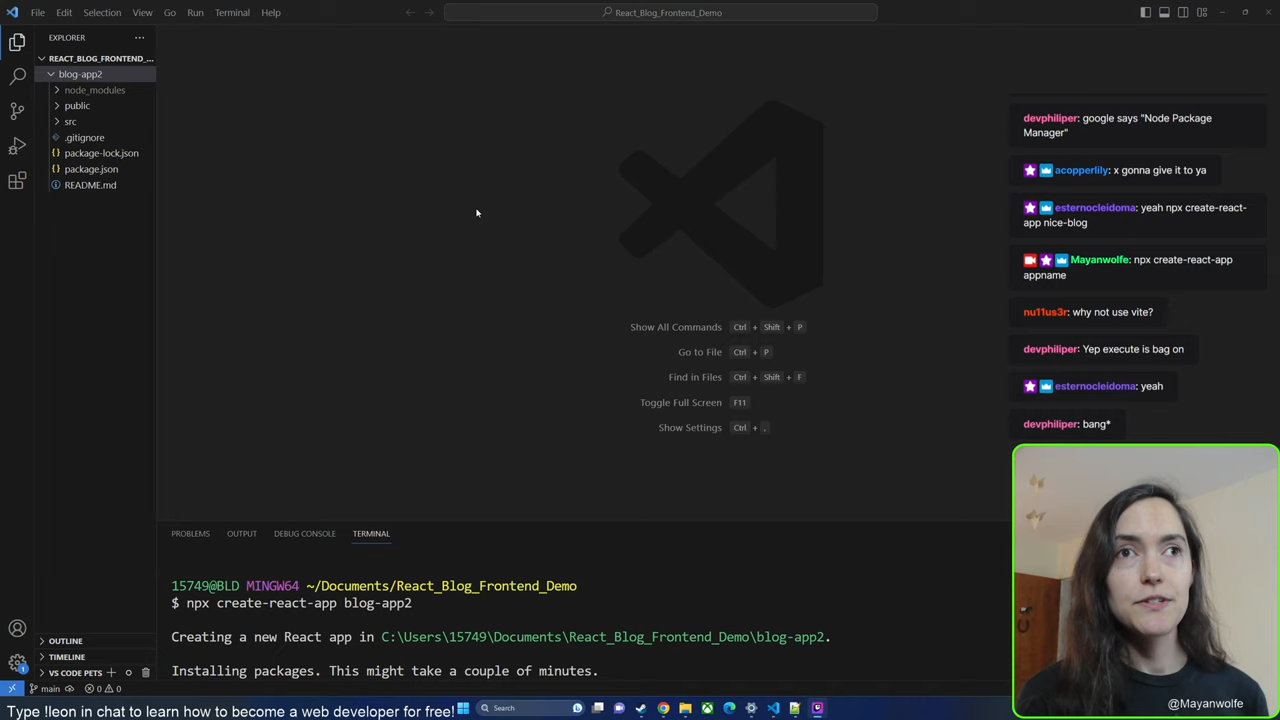 File Edit Selection View Go Run Terminal Help
React_Blog_Frontend_Demo
EXPLORER
REACT_BLOG_FRONTEND_...
blog-app2
node_modules
public
src
.gitignore
package-lock.json
package.json
README.md
OUTLINE
TIMELINE
VS CODE PETS
Show All Commands Ctrl + Shift + P
Go to File Ctrl + P
Find in Files Ctrl + Shift + F
Toggle Full Screen F11
Show Settings Ctrl + ,
PROBLEMS OUTPUT DEBUG CONSOLE TERMINAL
15749@BLD MINGW64 ~/Documents/React_Blog_Frontend_Demo
$ npx create-react-app blog-app2
Creating a new React app in C:\Users\15749\Documents\React_Blog_Frontend_Demo\blog-app2.
Installing packages. This might take a couple of minutes.
devphiliper: google says "Node Package
Manager"
acopperlily: x gonna give it to ya
esternocleidoma: yeah npx create-react-
app nice-blog
Mayanwolfe: npx create-react-app
appname
nu11us3r: why not use vite?
devphiliper: Yep execute is bag on
esternocleidoma: yeah
devphiliper: bang*
@Mayanwolfe
1
main 0 0
Type !leon in chat to learn how to become a web developer for free!
Search